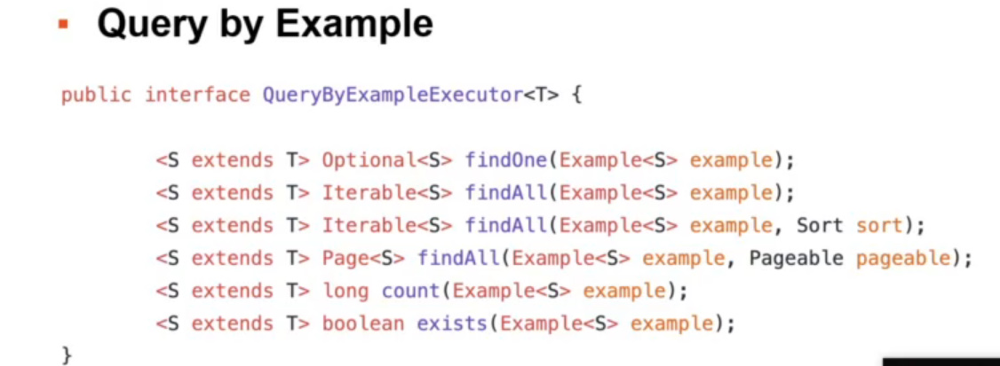 ▪ Query by Example
public interface QueryByExampleExecutor<T> {
<S extends T> Optional<S> findOne(Example<S> example);
<S extends T> Iterable<S> findAll(Example<S> example);
<S extends T> Iterable<S> findAll(Example<S> example, Sort sort);
<S extends T> Page<S> findAll(Example<S> example, Pageable pageable);
<S extends T> long count(Example<S> example);
<S extends T> boolean exists(Example<S> example);
}